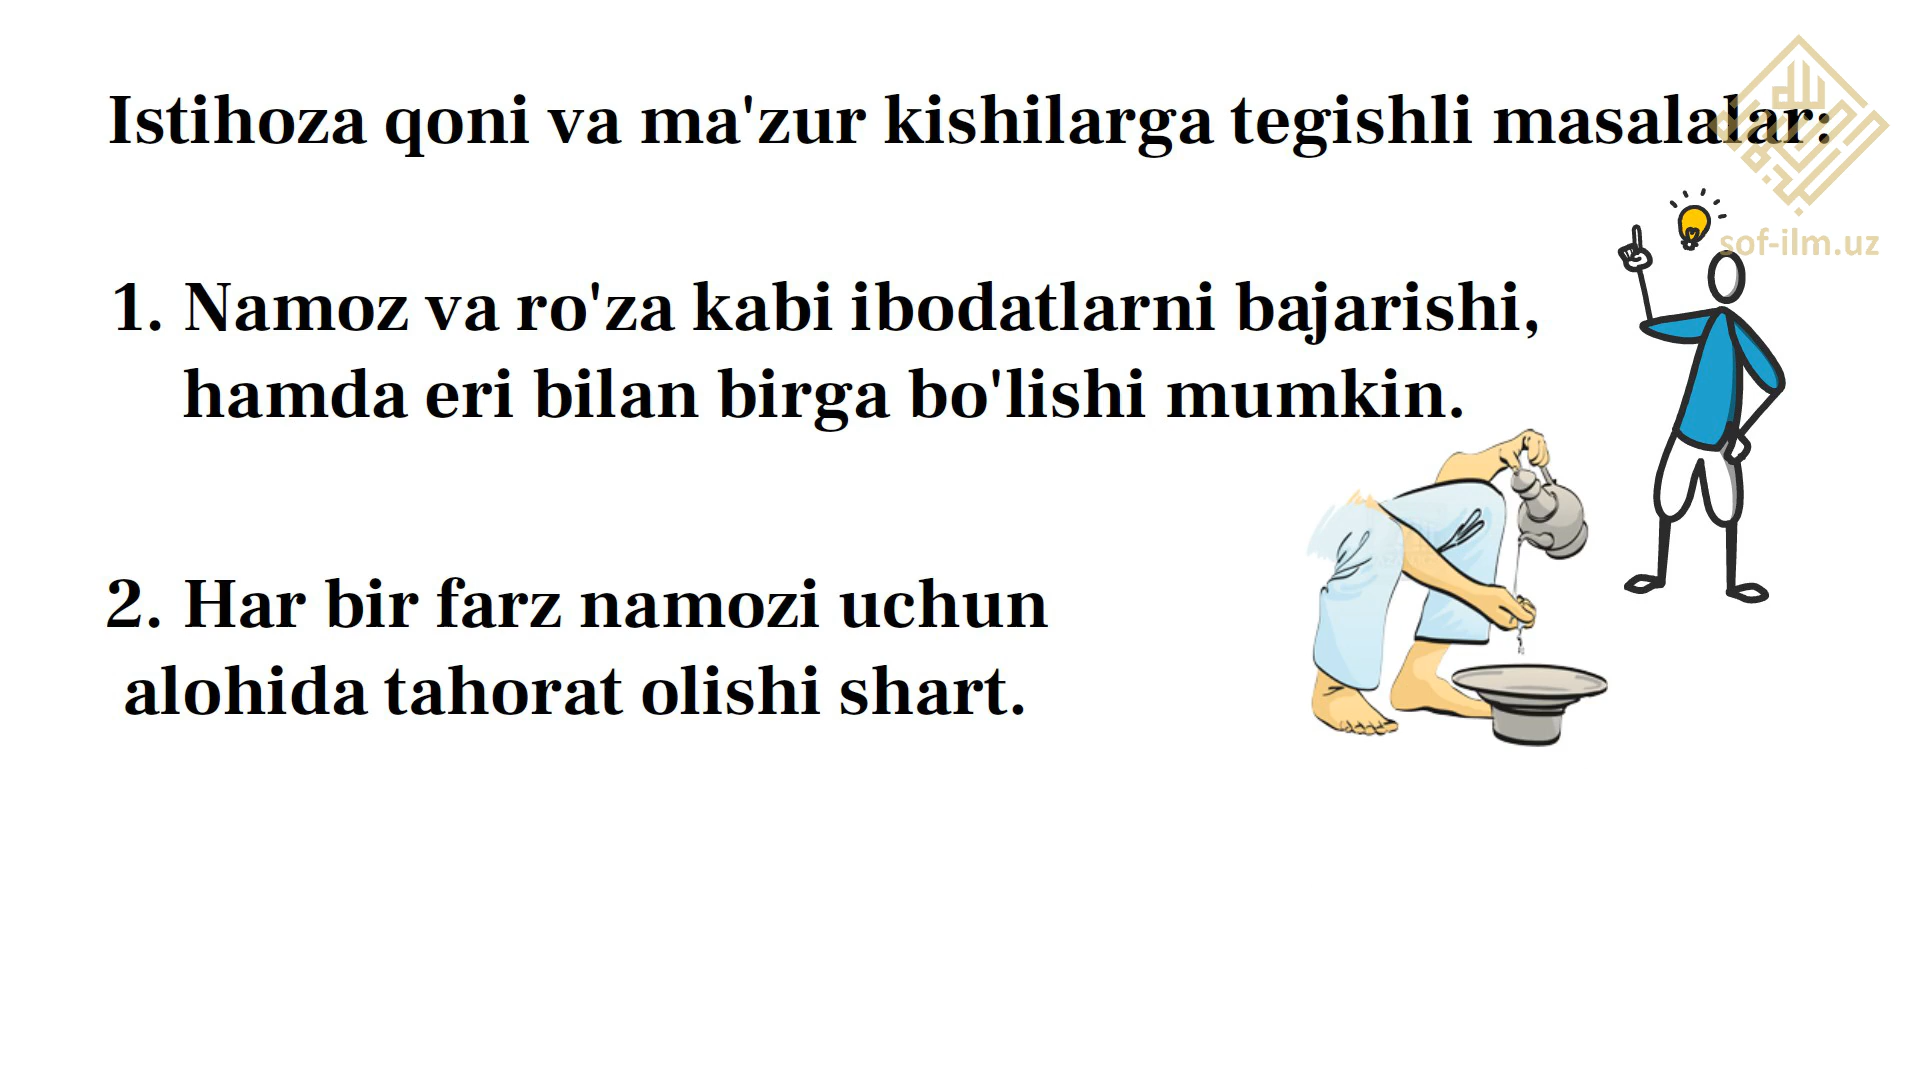 Istihoza qoni va ma'zur kishilarga tegishli masalalar:
sof-ilm.uz
1. Namoz va ro'za kabi ibodatlarni bajarishi,
hamda eri bilan birga bo'lishi mumkin.
2. Har bir farz namozi uchun
alohida tahorat olishi shart.